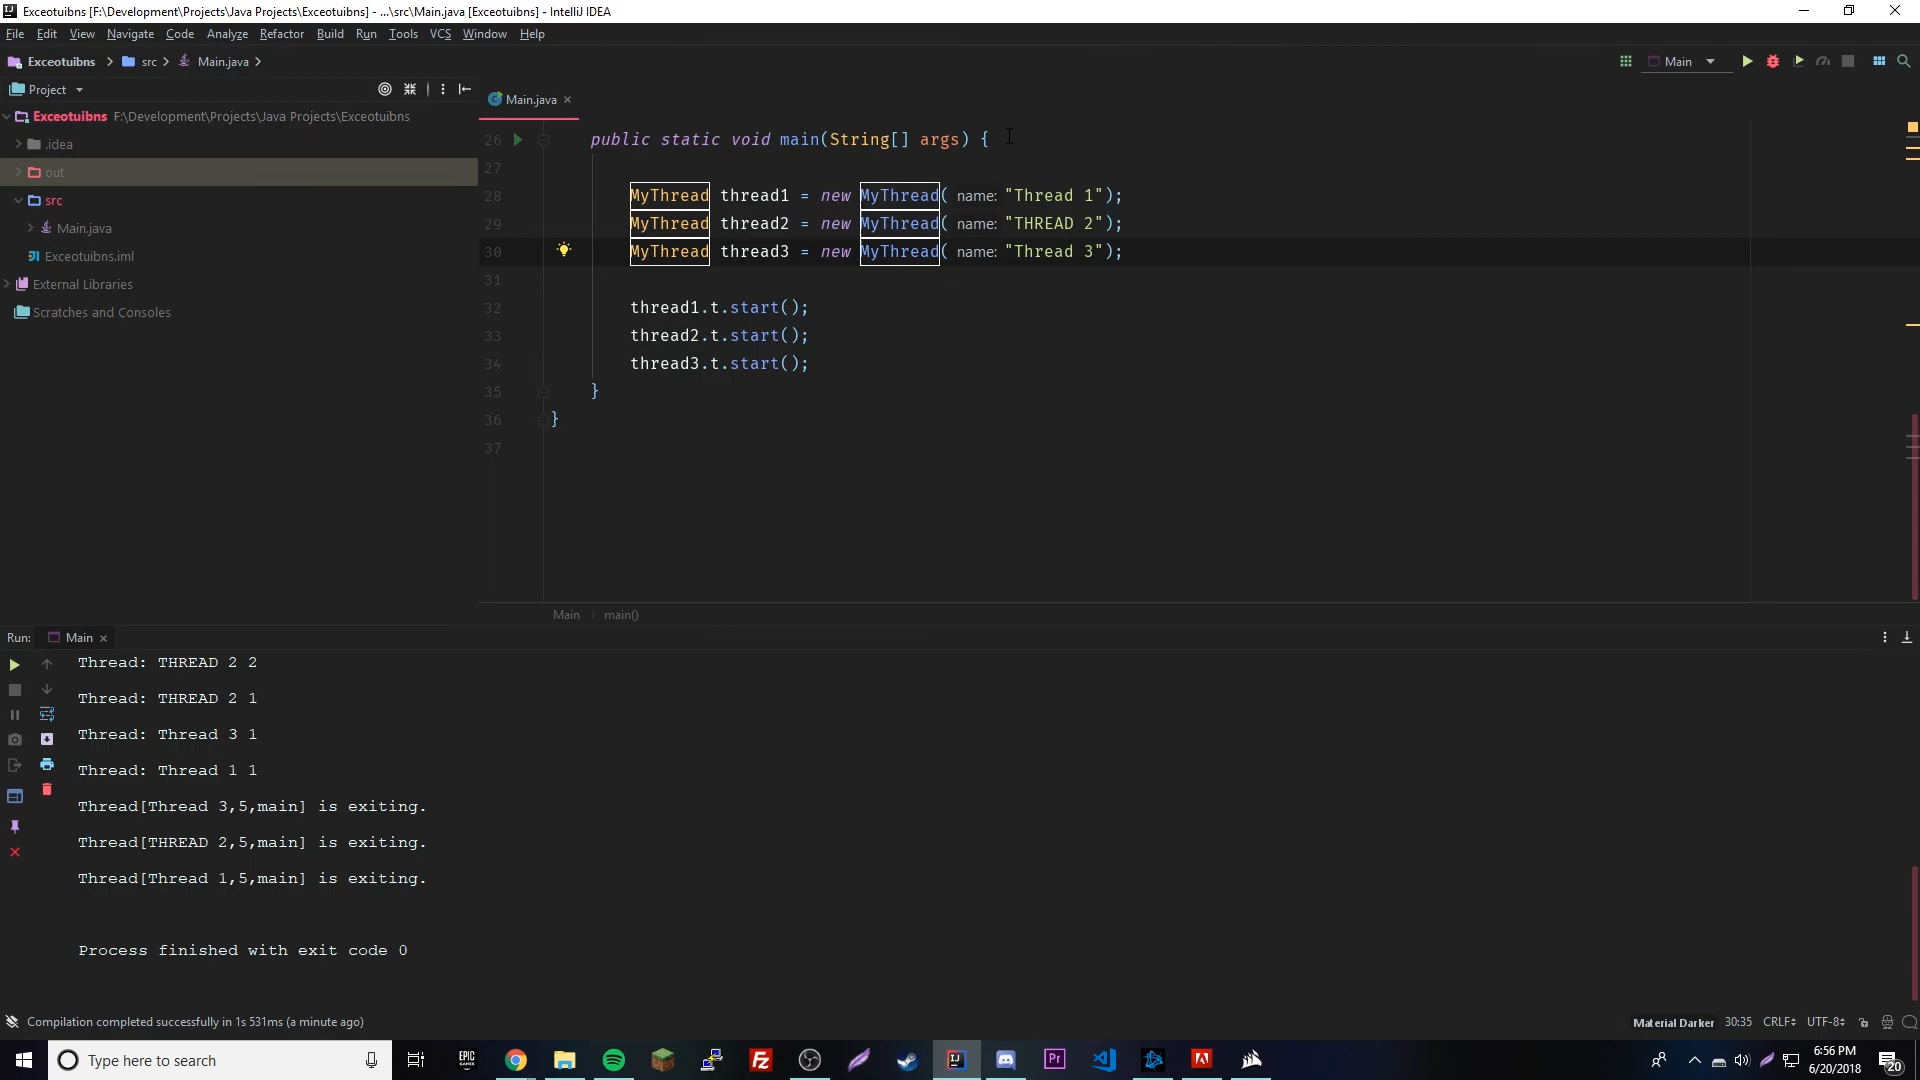 Exceotuibns [F:\Development\Projects\Java Projects\Exceotuibns] - ...\src\Main.java [Exceotuibns] - IntelliJ IDEA
File Edit View Navigate Code Analyze Refactor Build Run Tools VCS Window Help
Exceotuibns src Main.java Main
Project
Main.java
Exceotuibns F:\Development\Projects\Java Projects\Exceotuibns
.idea
out
src
Main.java
Exceotuibns.iml
External Libraries
Scratches and Consoles
26 public static void main(String[] args) {
27
28 MyThread thread1 = new MyThread( name: "Thread 1");
29 MyThread thread2 = new MyThread( name: "THREAD 2");
30 MyThread thread3 = new MyThread( name: "Thread 3");
31
32 thread1.t.start();
33 thread2.t.start();
34 thread3.t.start();
35 }
36 }
37
Main main()
Run: Main
Thread: THREAD 2 2
Thread: THREAD 2 1
Thread: Thread 3 1
Thread: Thread 1 1
Thread[Thread 3,5,main] is exiting.
Thread[THREAD 2,5,main] is exiting.
Thread[Thread 1,5,main] is exiting.
Process finished with exit code 0
Compilation completed successfully in 1s 531ms (a minute ago)
Material Darker 30:35 CRLF UTF-8
Type here to search
EPIC GAMES
Fz
IJ
Pr
6:56 PM
6/20/2018
20